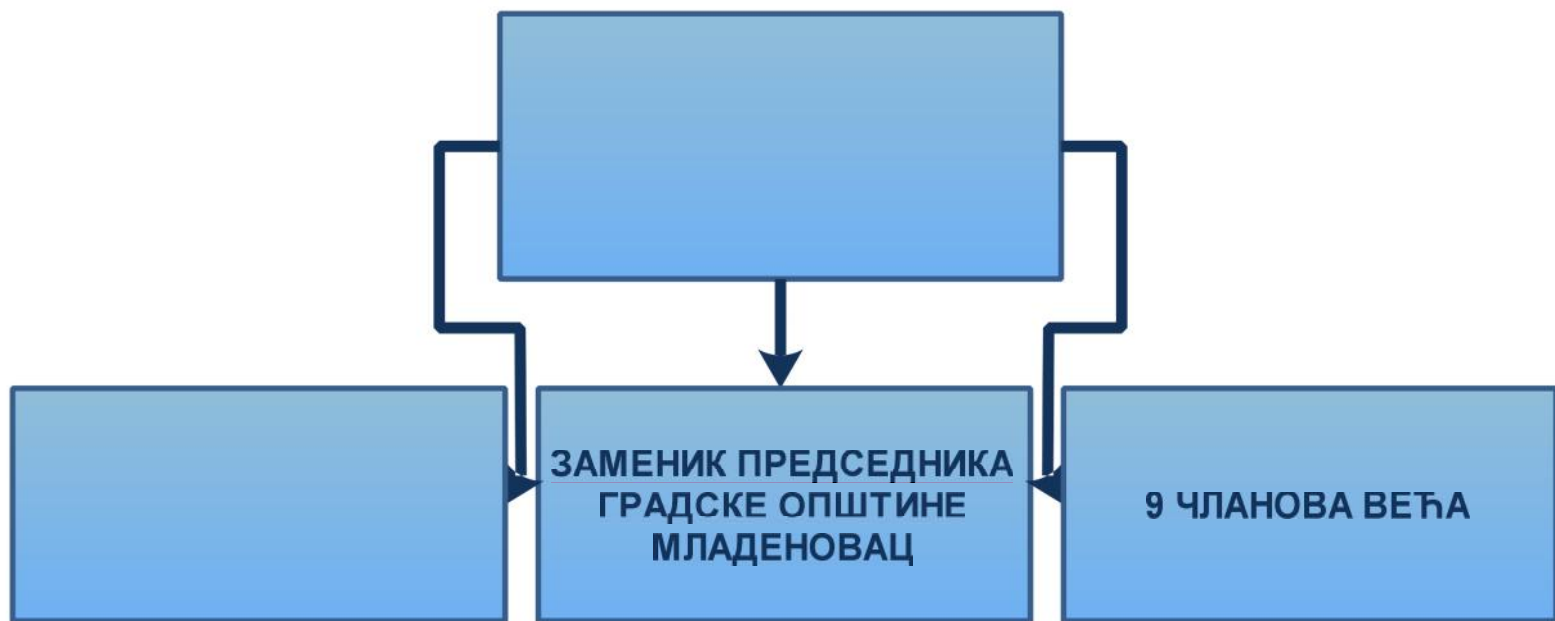 ЗАМЕНИК ПРЕДСЕДНИКА
ГРАДСКЕ ОПШТИНЕ
МЛАДЕНОВАЦ
9 ЧЛАНОВА ВЕЋА